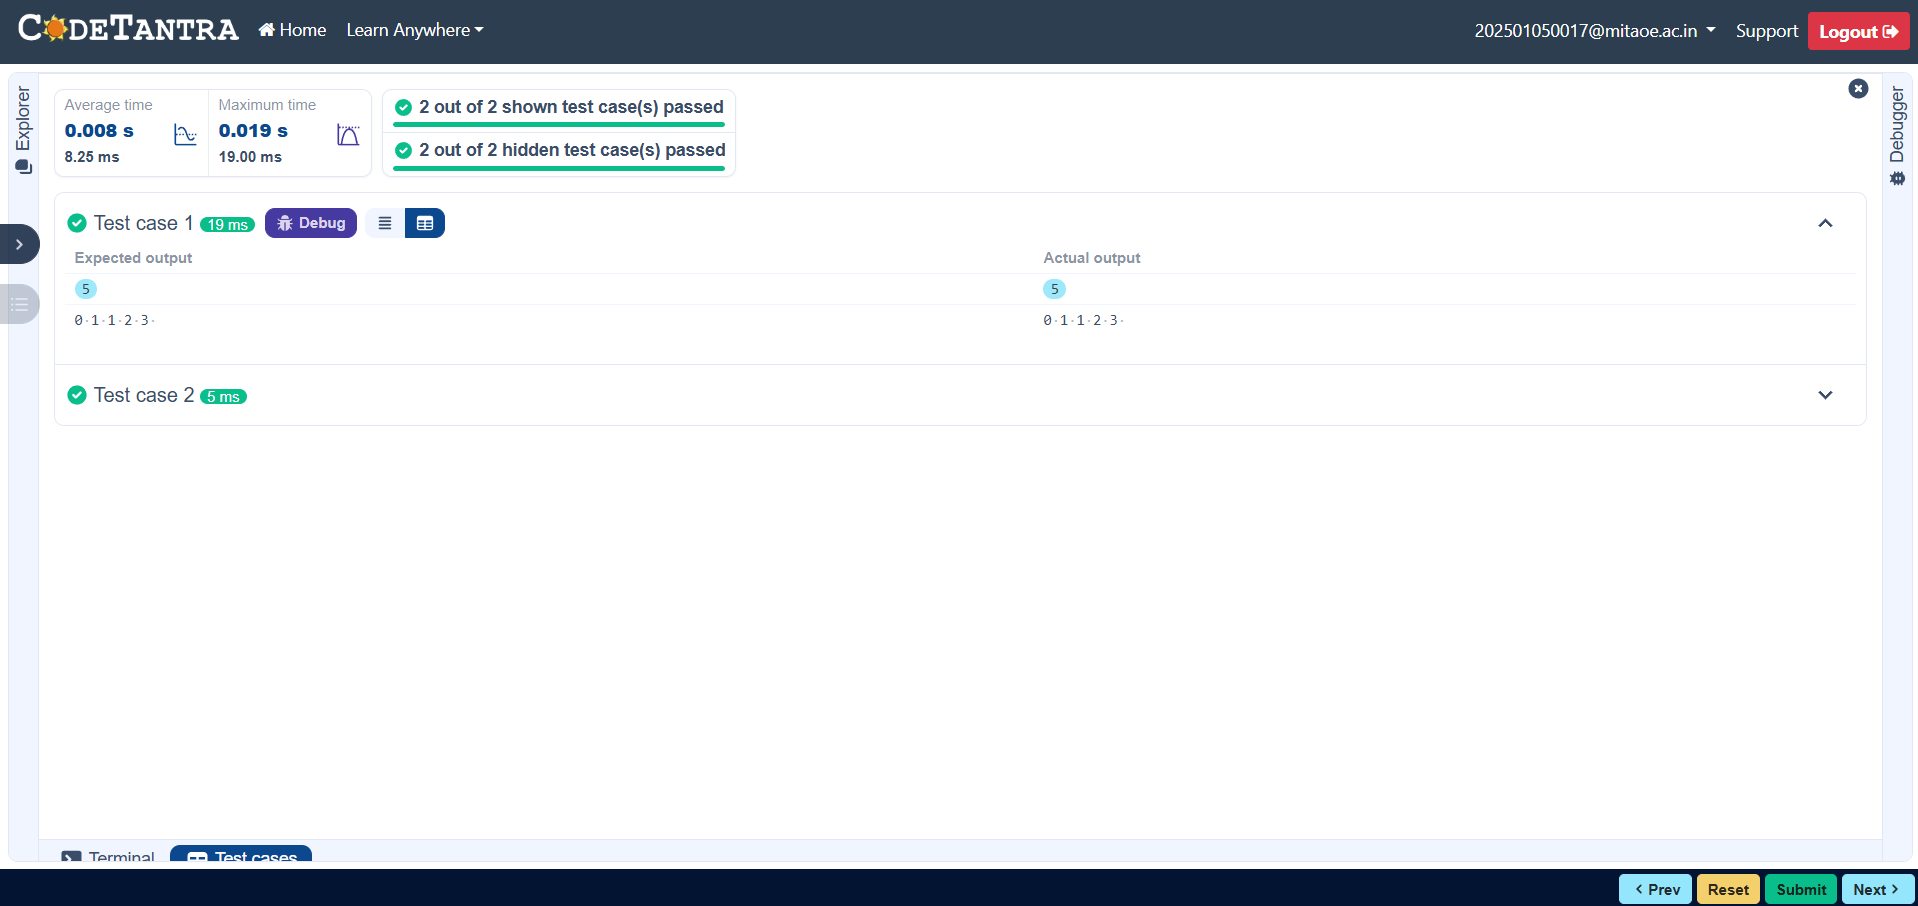 CODETANTRA Home Learn Anywhere 202501050017@mitaoe.ac.in Support Logout
Explorer
Average time Maximum time
0.008 s 0.019 s
8.25 ms 19.00 ms
2 out of 2 shown test case(s) passed
2 out of 2 hidden test case(s) passed
Debugger
Test case 1 19 ms Debug
Expected output Actual output
5 5
0·1·1·2·3· 0·1·1·2·3·
Test case 2 5 ms
Terminal Test cases
Prev Reset Submit Next